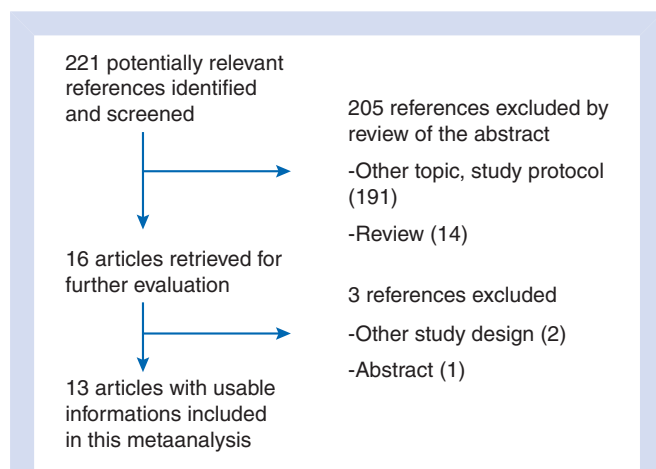 221 potentially relevant
references identified
and screened
205 references excluded by
review of the abstract
-Other topic, study protocol
(191)
-Review (14)
16 articles retrieved for
further evaluation
3 references excluded
-Other study design (2)
-Abstract (1)
13 articles with usable
informations included
in this metaanalysis